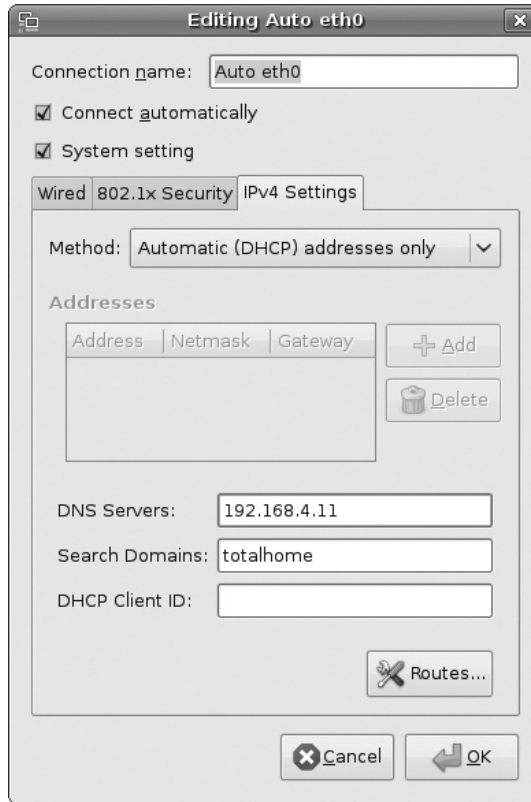 Editing Auto eth0
Connection name: Auto eth0
Connect automatically
System setting
Wired 802.1x Security IPv4 Settings
Method: Automatic (DHCP) addresses only
Addresses
Address Netmask Gateway
Add
Delete
DNS Servers: 192.168.4.11
Search Domains: totalhome
DHCP Client ID:
Routes...
Cancel OK